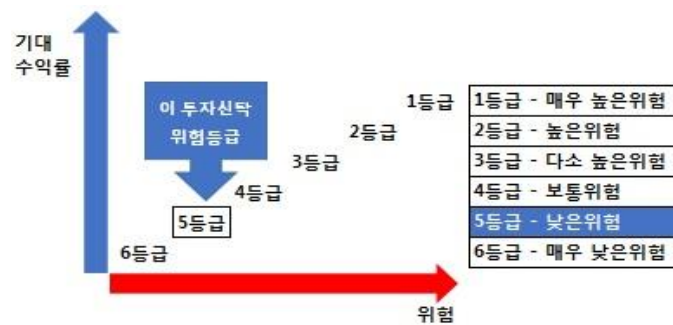 기대
수익률
이 투자신탁
위험등급
1등급
2등급
3등급
4등급
5등급
6등급
위험
1등급 - 매우 높은위험
2등급 - 높은위험
3등급 - 다소 높은위험
4등급 - 보통위험
5등급 - 낮은위험
6등급 - 매우 낮은위험